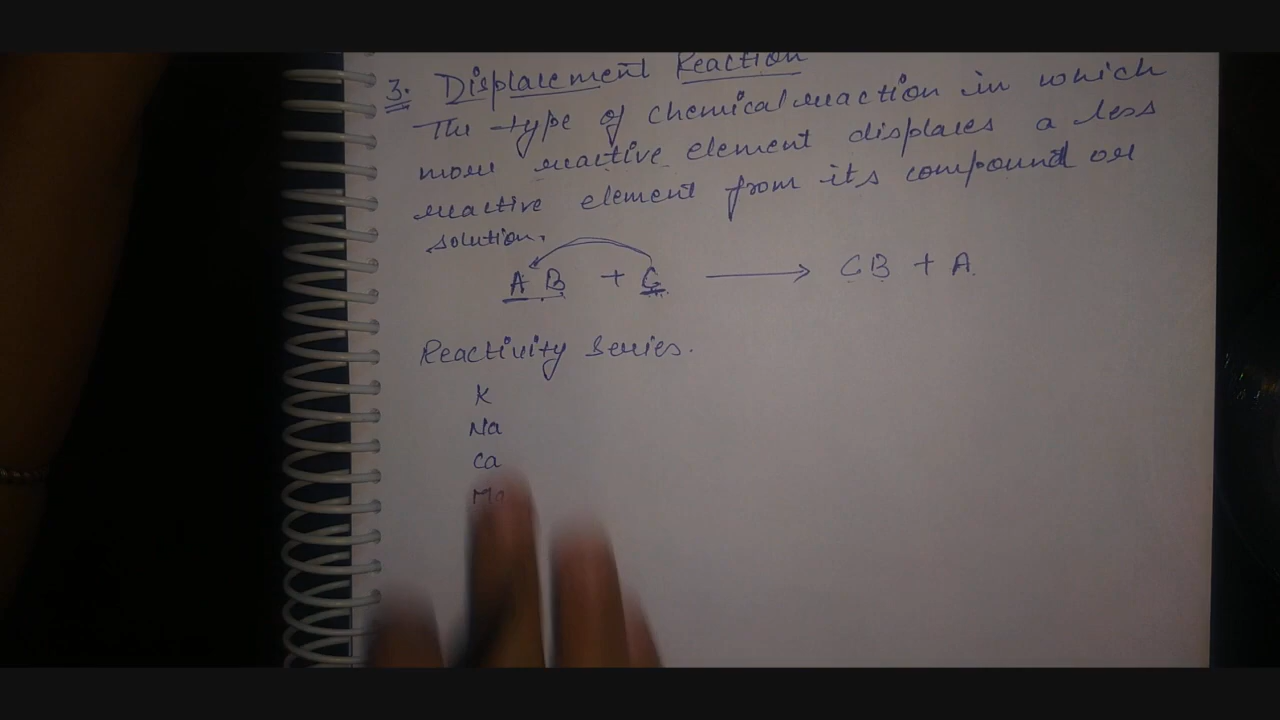 3. Displacement Reaction
The type of chemical reaction in which
more reactive element displaces a less
reactive element from its compound or
solution.
A B + C → CB + A
Reactivity Series.
K
Na
Ca